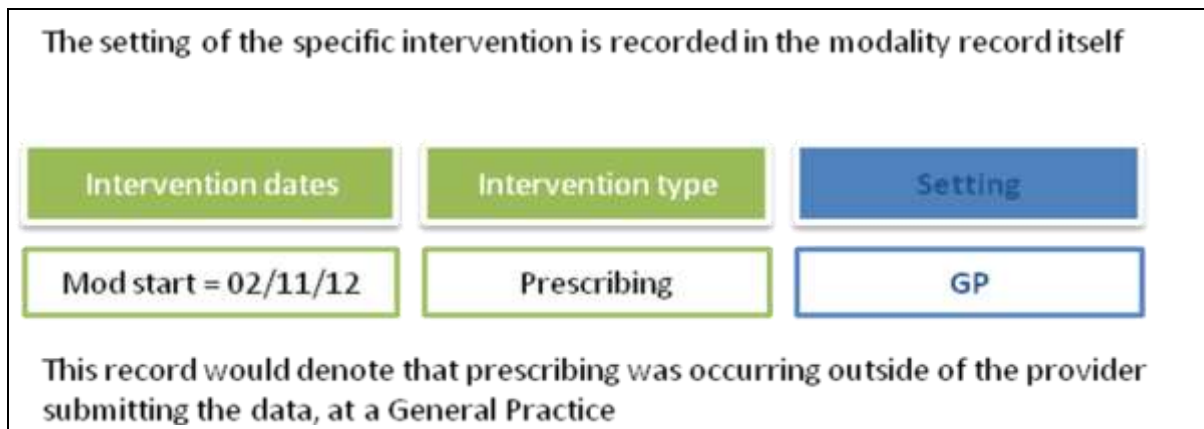 The setting of the specific intervention is recorded in the modality record itself
Intervention dates Intervention type Setting
Mod start = 02/11/12 Prescribing GP
This record would denote that prescribing was occurring outside of the provider
submitting the data, at a General Practice